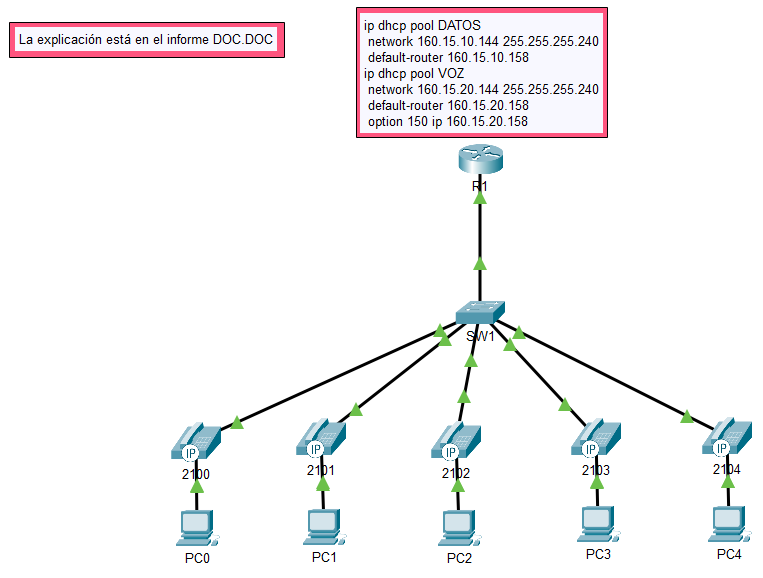 La explicación está en el informe DOC.DOC
ip dhcp pool DATOS
network 160.15.10.144 255.255.255.240
default-router 160.15.10.158
ip dhcp pool VOZ
network 160.15.20.144 255.255.255.240
default-router 160.15.20.158
option 150 ip 160.15.20.158
R1
SW1
IP
IP
IP
IP
IP
2100
2101
2102
2103
2104
PC0
PC1
PC2
PC3
PC4